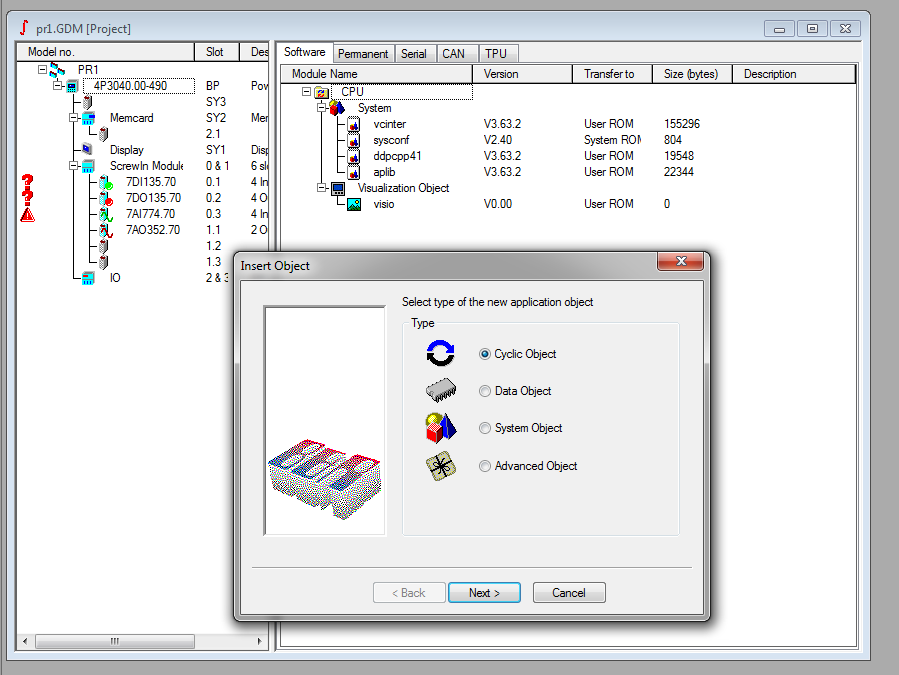 pr1.GDM [Project]
Model no. Slot Des
PR1
4P3040.00-490 BP Pow
SY3
Memcard SY2 Mer
2.1
Display SY1 Disp
ScrewIn Module 0 & 1 6 sl
7DI135.70 0.1 4 In
7DO135.70 0.2 4 O
7AI774.70 0.3 4 In
7AO352.70 1.1 2 O
1.2
1.3
IO 2 & 3
Software Permanent Serial CAN TPU
Module Name Version Transfer to Size (bytes) Description
CPU
System
vcinter V3.63.2 User ROM 155296
sysconf V2.40 System ROM 804
ddpcpp41 V3.63.2 User ROM 19548
aplib V3.63.2 User ROM 22344
Visualization Object
visio V0.00 User ROM 0
Insert Object
Select type of the new application object
Type
Cyclic Object
Data Object
System Object
Advanced Object
< Back Next > Cancel